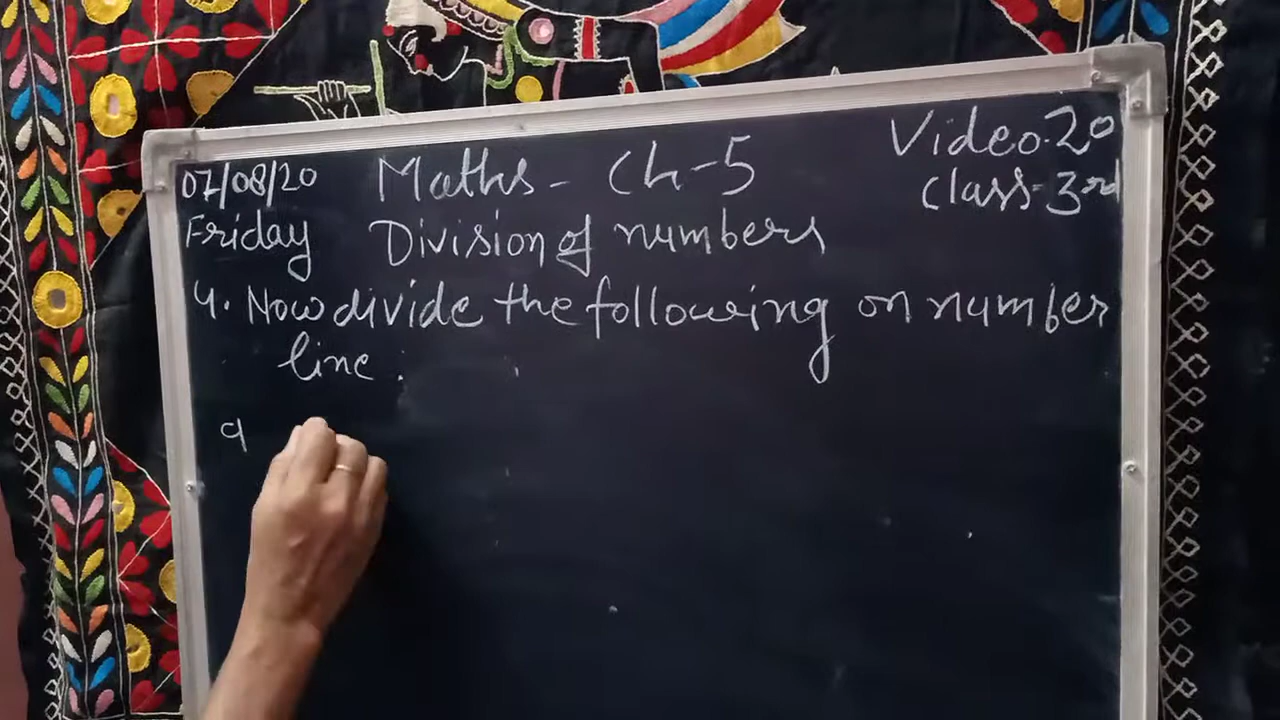 07/08/20 Maths - Ch-5 Video.20
Class-3rd
Friday Division of numbers
4. Now divide the following on number
line :
a